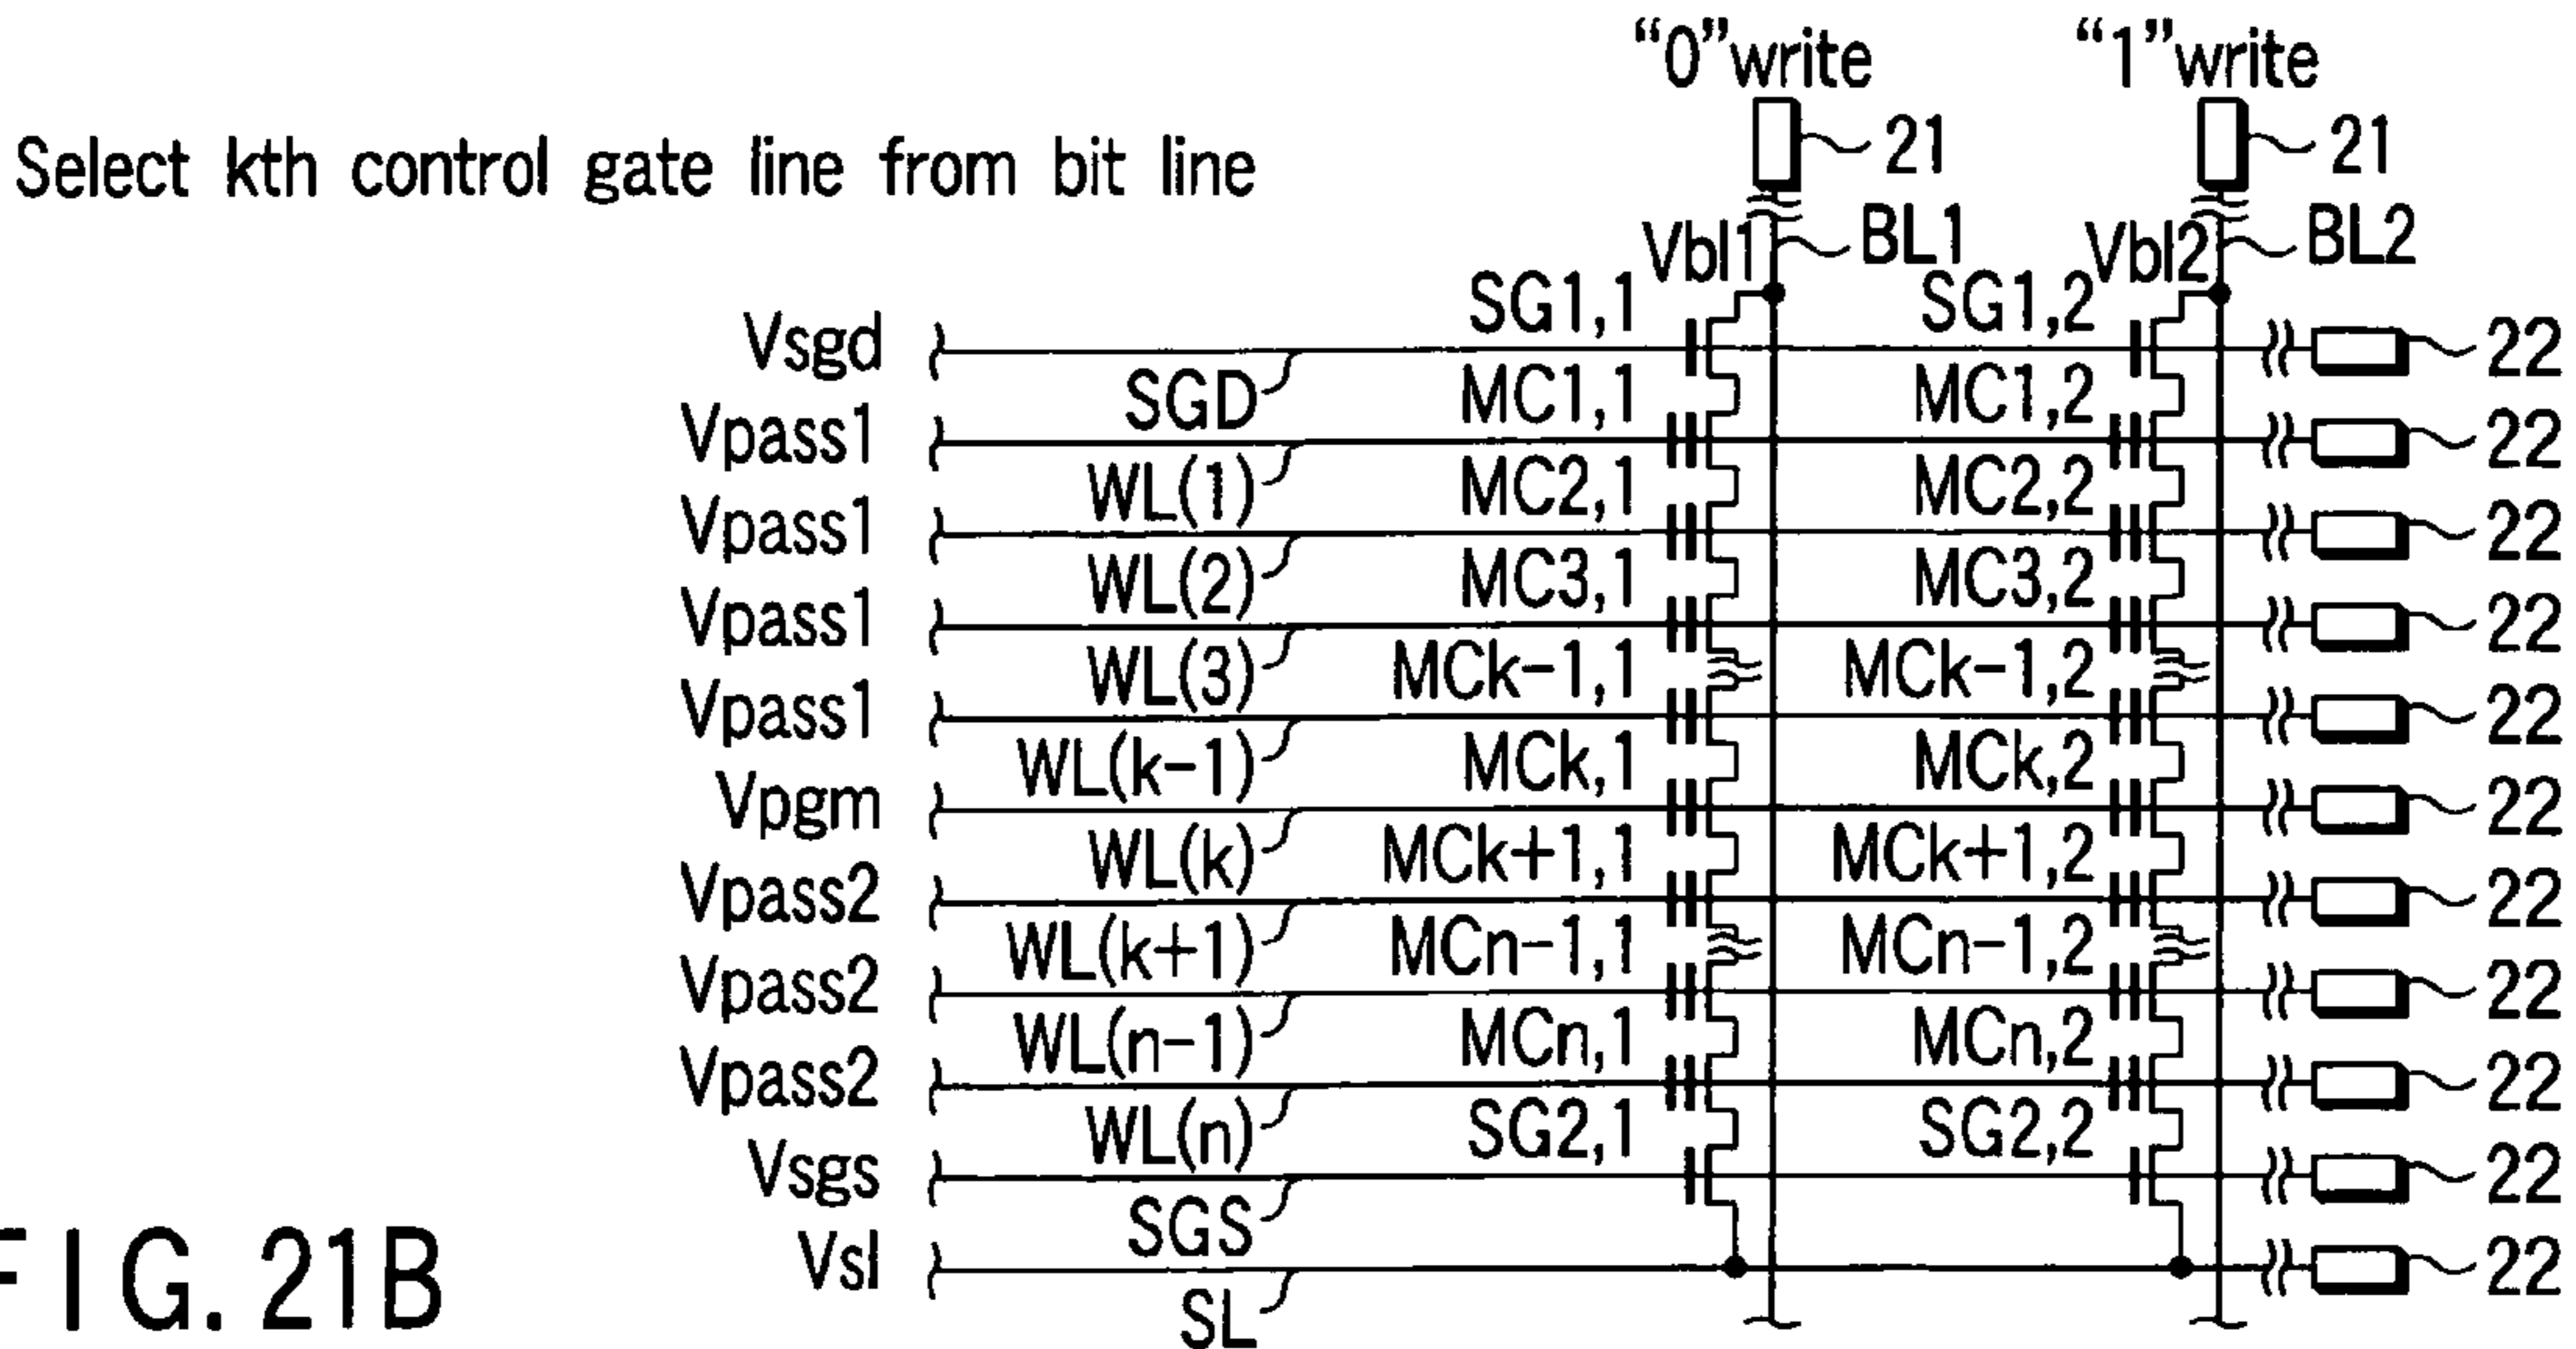 "0"write "1"write
21 21
Select kth control gate line from bit line
Vbl1 BL1 Vbl2 BL2
SG1,1 SG1,2
Vsgd 22
SGD MC1,1 MC1,2
Vpass1 22
WL(1) MC2,1 MC2,2
Vpass1 22
WL(2) MC3,1 MC3,2
Vpass1 22
WL(3) MCk-1,1 MCk-1,2
Vpass1 22
WL(k-1) MCk,1 MCk,2
Vpgm 22
WL(k) MCk+1,1 MCk+1,2
Vpass2 22
WL(k+1) MCn-1,1 MCn-1,2
Vpass2 22
WL(n-1) MCn,1 MCn,2
Vpass2 22
WL(n) SG2,1 SG2,2
Vsgs 22
SGS
Vsl 22
SL
FIG. 21B